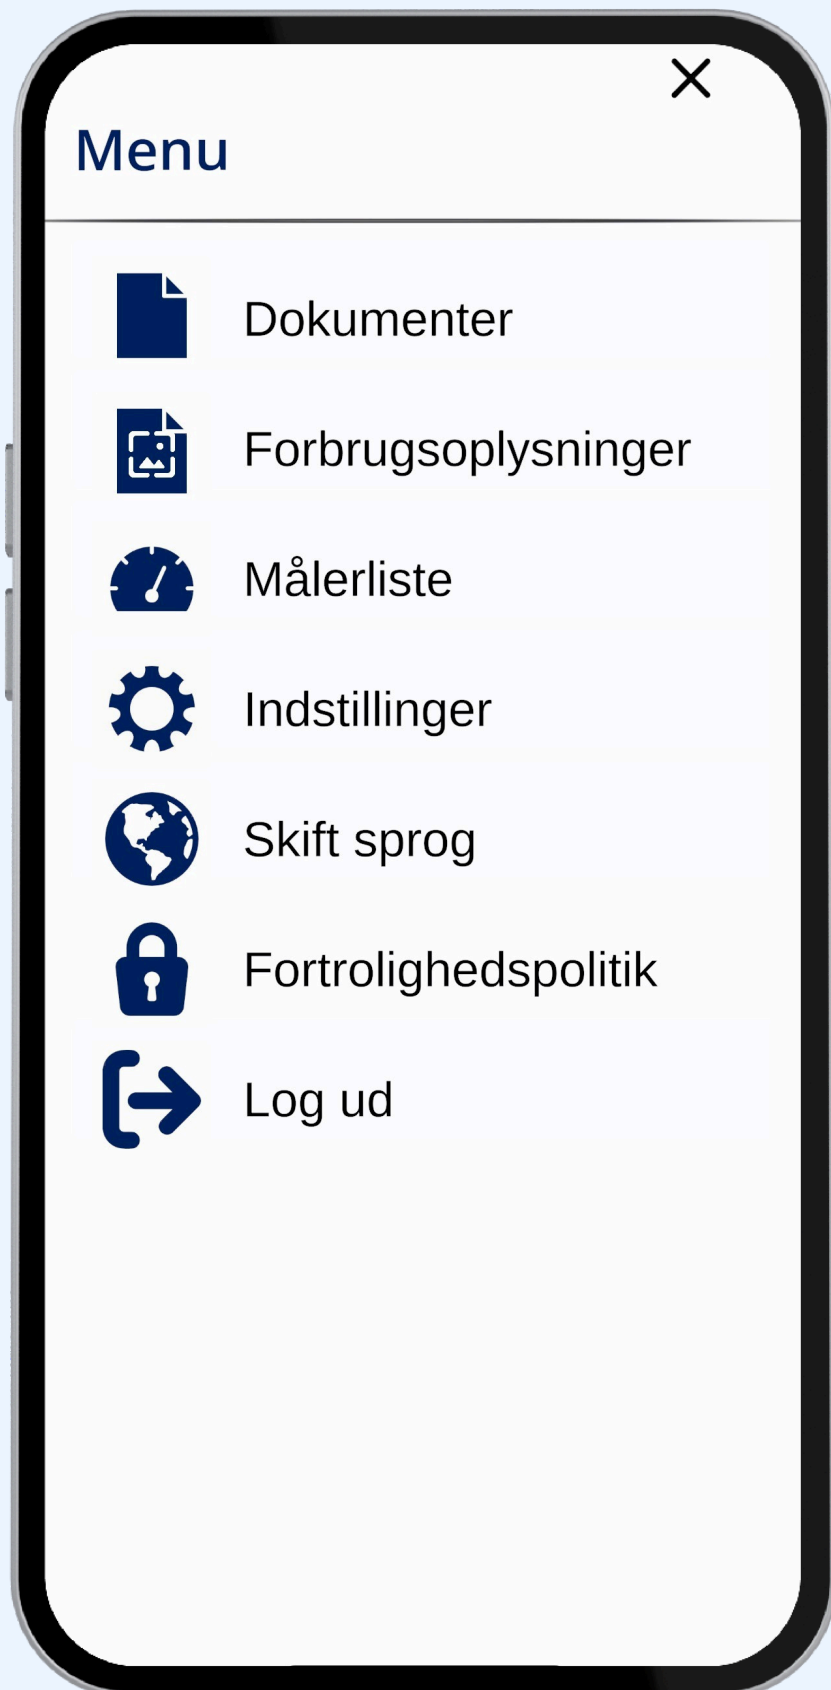 Menu
Dokumenter
Forbrugsoplysninger
Målerliste
Indstillinger
Skift sprog
Fortrolighedspolitik
Log ud